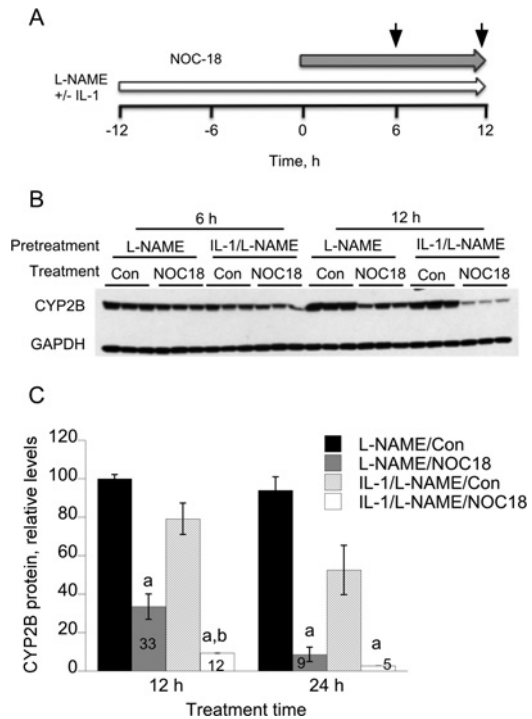 A
NOC-18
L-NAME
+/- IL-1
-12 -6 0 6 12
Time, h
B
6 h 12 h
Pretreatment L-NAME IL-1/L-NAME L-NAME IL-1/L-NAME
Treatment Con NOC18 Con NOC18 Con NOC18 Con NOC18
CYP2B
GAPDH
C
CYP2B protein, relative levels
120
100
80
60
40
20
0
L-NAME/Con
L-NAME/NOC18
IL-1/L-NAME/Con
IL-1/L-NAME/NOC18
a a,b a a
33 12 9 5
12 h 24 h
Treatment time